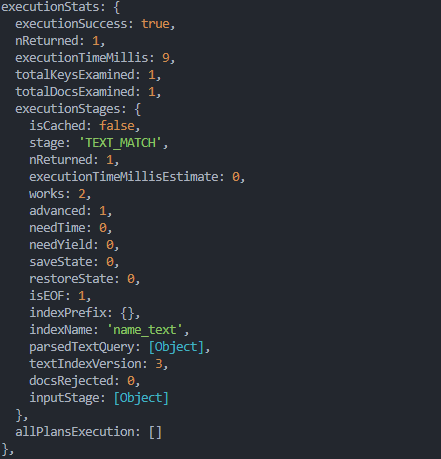 executionStats: {
executionSuccess: true,
nReturned: 1,
executionTimeMillis: 9,
totalKeysExamined: 1,
totalDocsExamined: 1,
executionStages: {
isCached: false,
stage: 'TEXT_MATCH',
nReturned: 1,
executionTimeMillisEstimate: 0,
works: 2,
advanced: 1,
needTime: 0,
needYield: 0,
saveState: 0,
restoreState: 0,
isEOF: 1,
indexPrefix: {},
indexName: 'name_text',
parsedTextQuery: [Object],
textIndexVersion: 3,
docsRejected: 0,
inputStage: [Object]
},
allPlansExecution: []
},